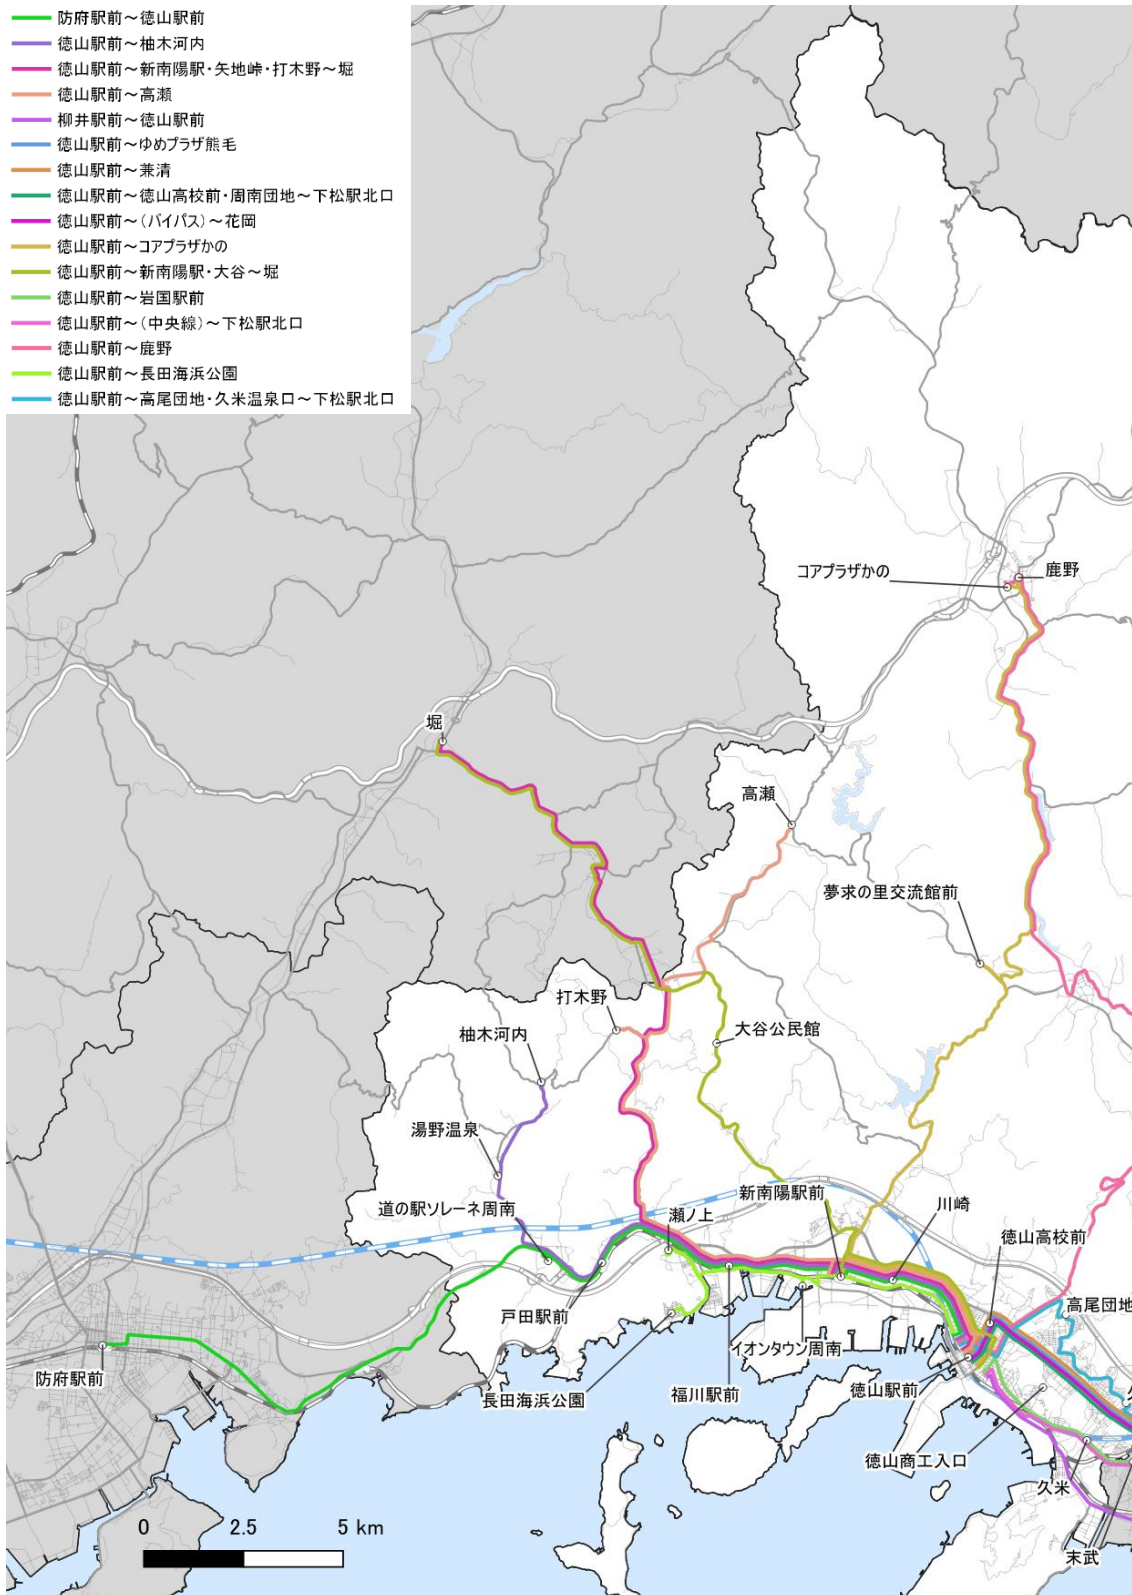 防府駅前～徳山駅前
徳山駅前～柚木河内
徳山駅前～新南陽駅・矢地峠・打木野～堀
徳山駅前～高瀬
柳井駅前～徳山駅前
徳山駅前～ゆめプラザ熊毛
徳山駅前～兼清
徳山駅前～徳山高校前・周南団地～下松駅北口
徳山駅前～(バイパス)～花岡
徳山駅前～コアプラザかの
徳山駅前～新南陽駅・大谷～堀
徳山駅前～岩国駅前
徳山駅前～(中央線)～下松駅北口
徳山駅前～鹿野
徳山駅前～長田海浜公園
徳山駅前～高尾団地・久米温泉口～下松駅北口
コアプラザかの
鹿野
堀
高瀬
夢求の里交流館前
打木野
柚木河内
大谷公民館
湯野温泉
道の駅ソレーネ周南
新南陽駅前
川崎
瀬ノ上
徳山高校前
高尾団地
戸田駅前
イオンタウン周南
防府駅前
長田海浜公園
福川駅前
徳山駅前
徳山商工入口
久米
末武
0 2.5 5 km